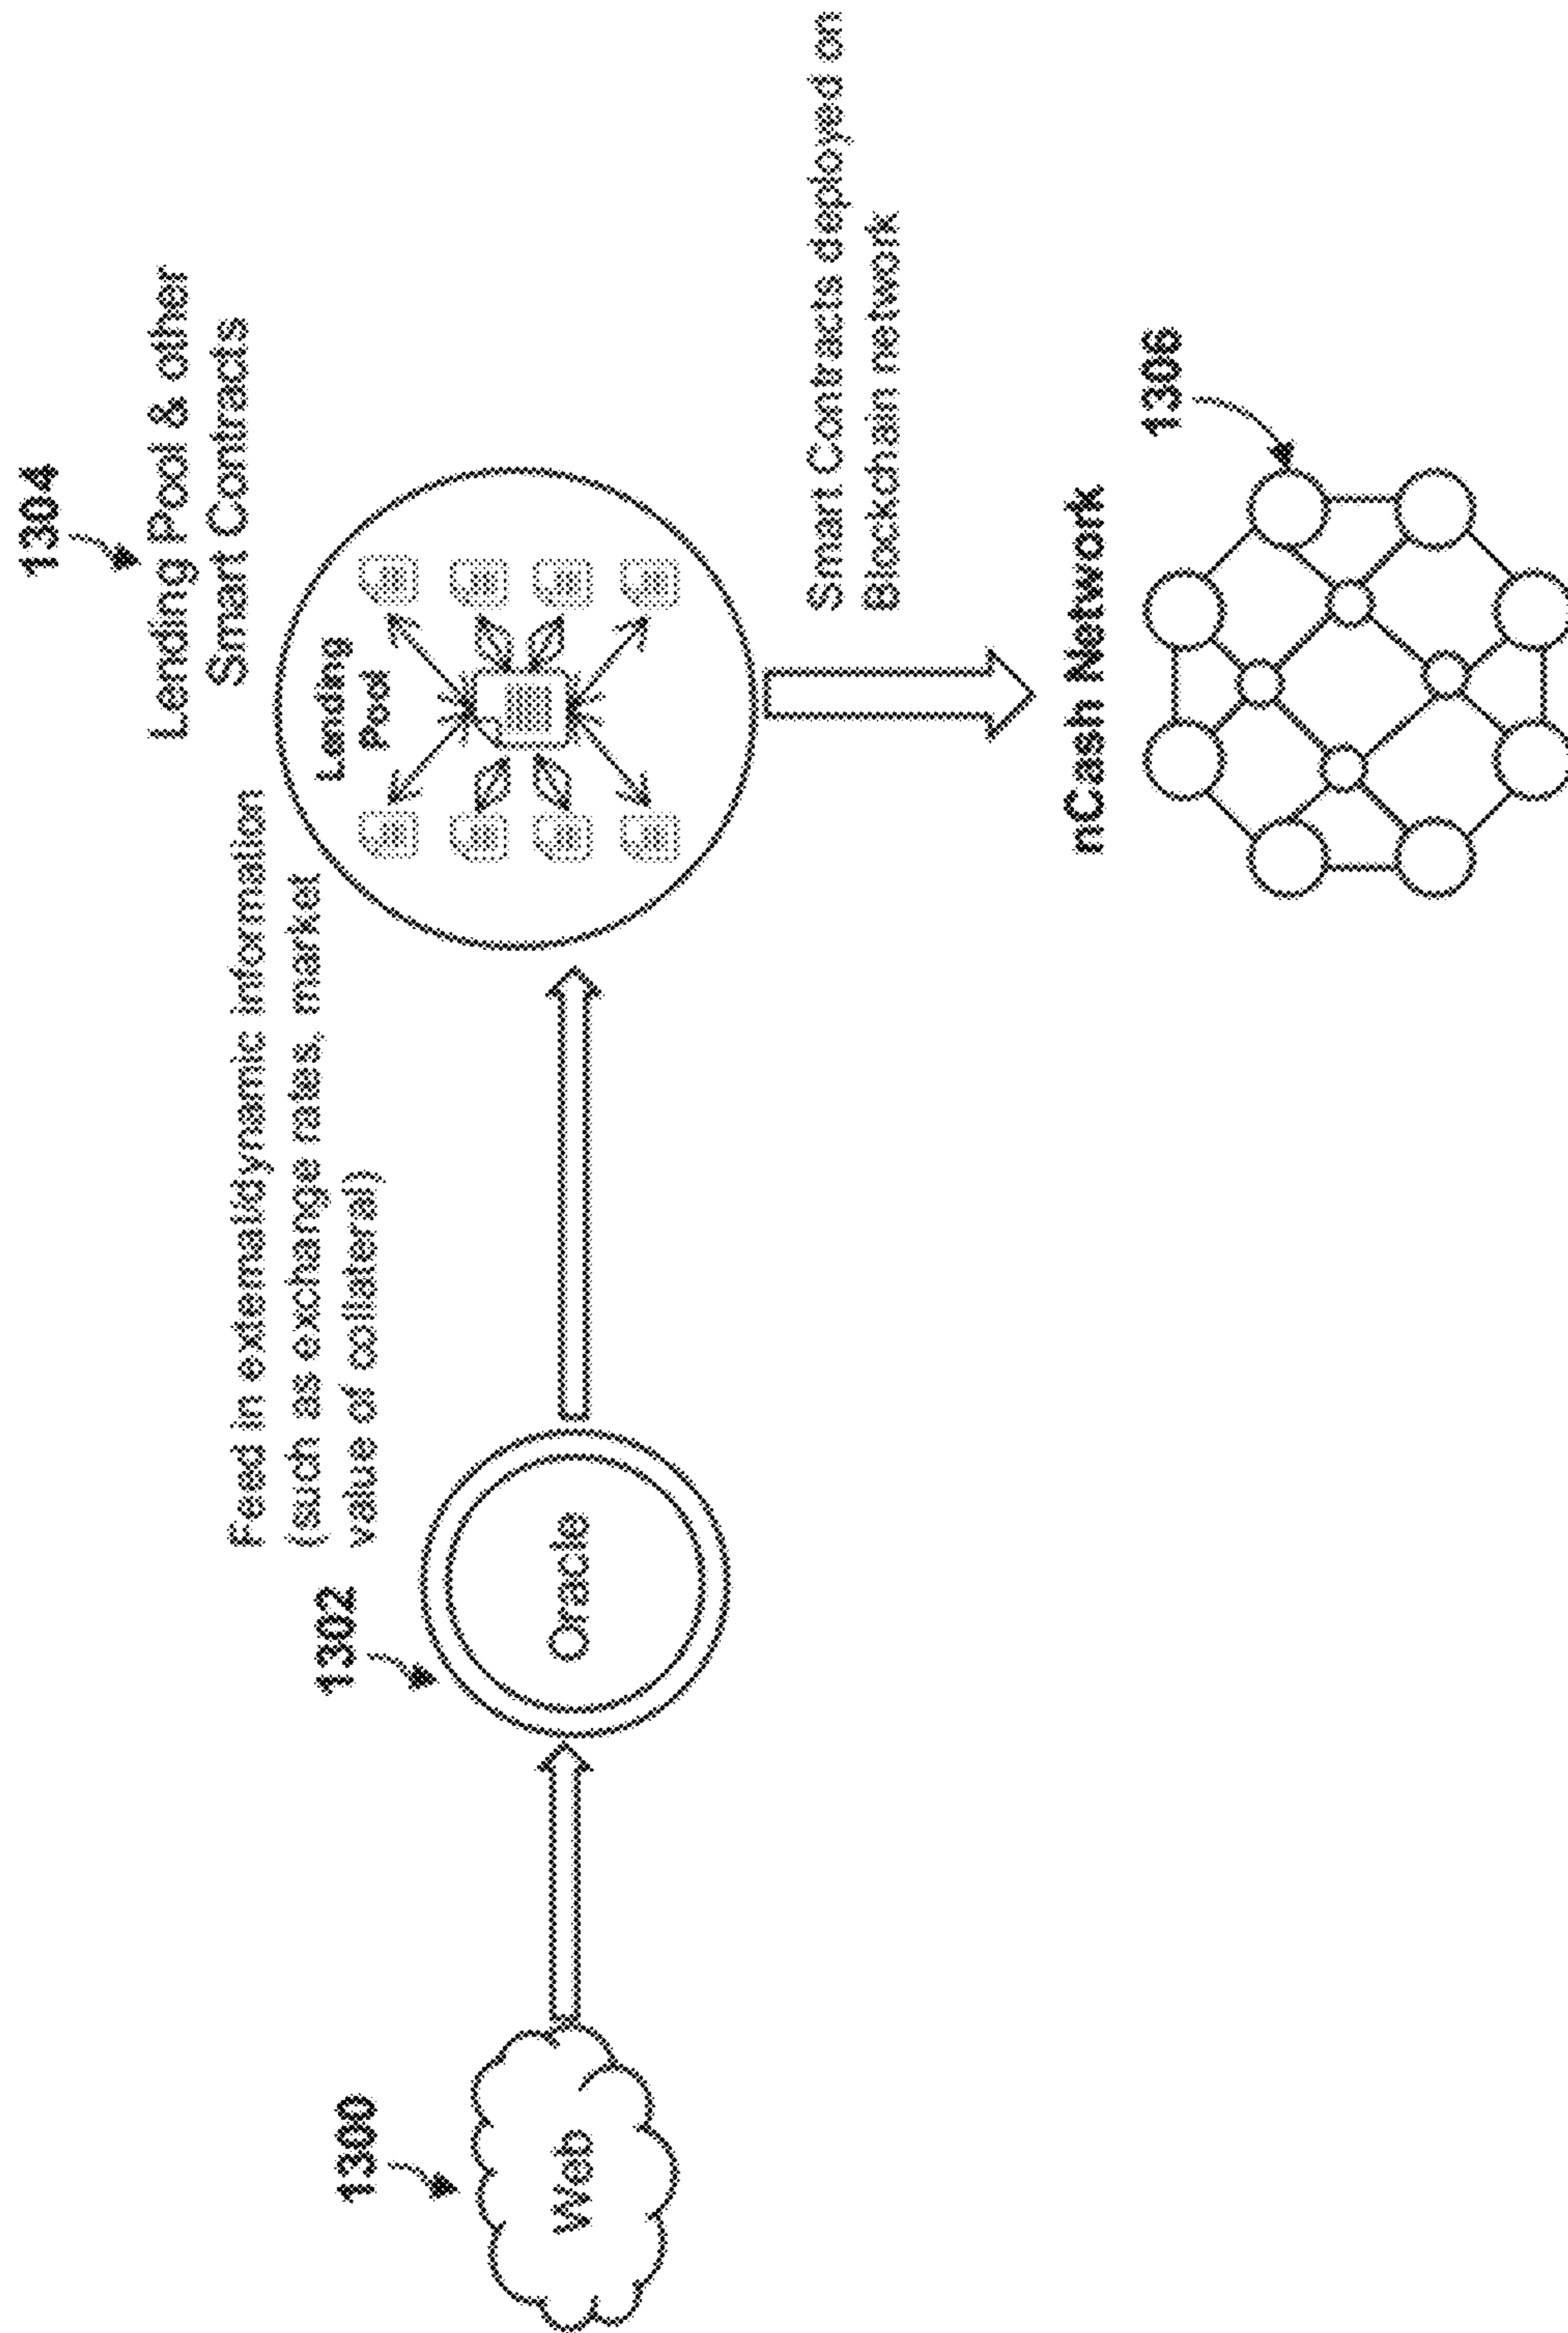 1300
Web
1302
Oracle
Feed in external/dynamic information
(such as exchange rates, market
value of collateral)
1304
Lending Pool & other
Smart Contracts
Lending
Pool
Smart Contracts deployed on
Blockchain network
nCash Network
1306